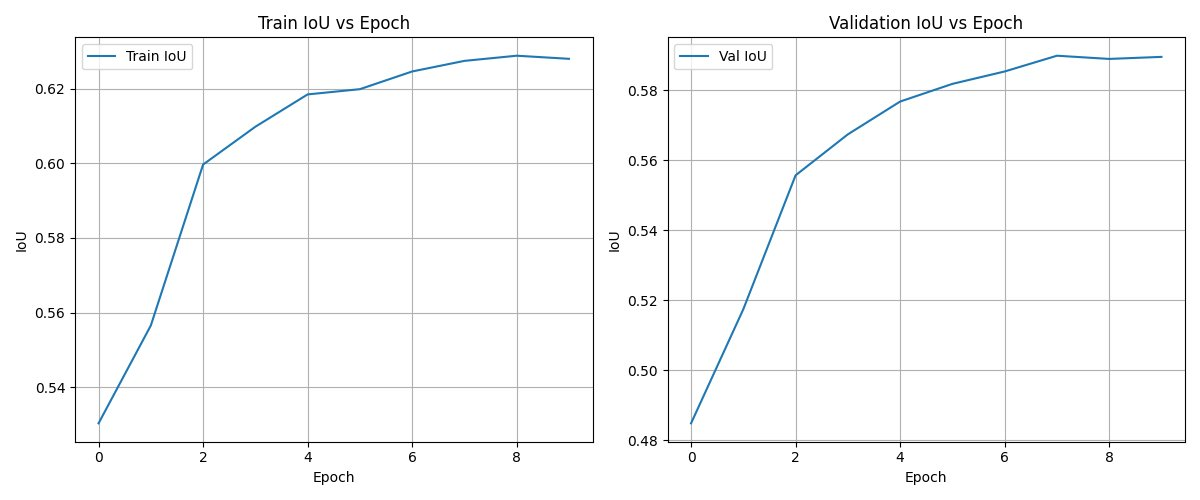 Train IoU vs Epoch
Train IoU
0.62
0.60
0.58
0.56
0.54
IoU
0 2 4 6 8
Epoch
Validation IoU vs Epoch
Val IoU
0.58
0.56
0.54
0.52
0.50
0.48
IoU
0 2 4 6 8
Epoch